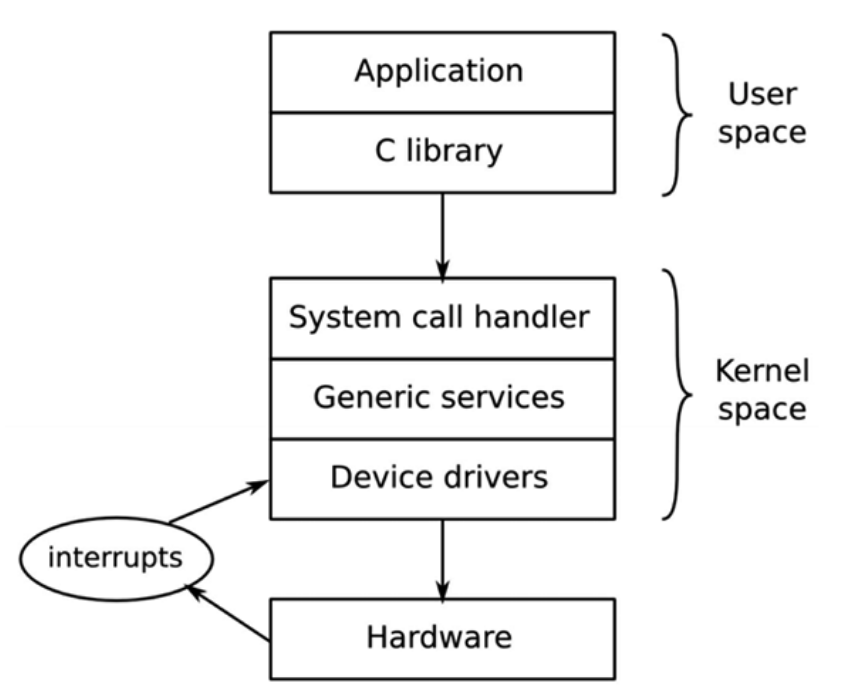 Application
C library
User
space
System call handler
Generic services
Device drivers
Kernel
space
interrupts
Hardware